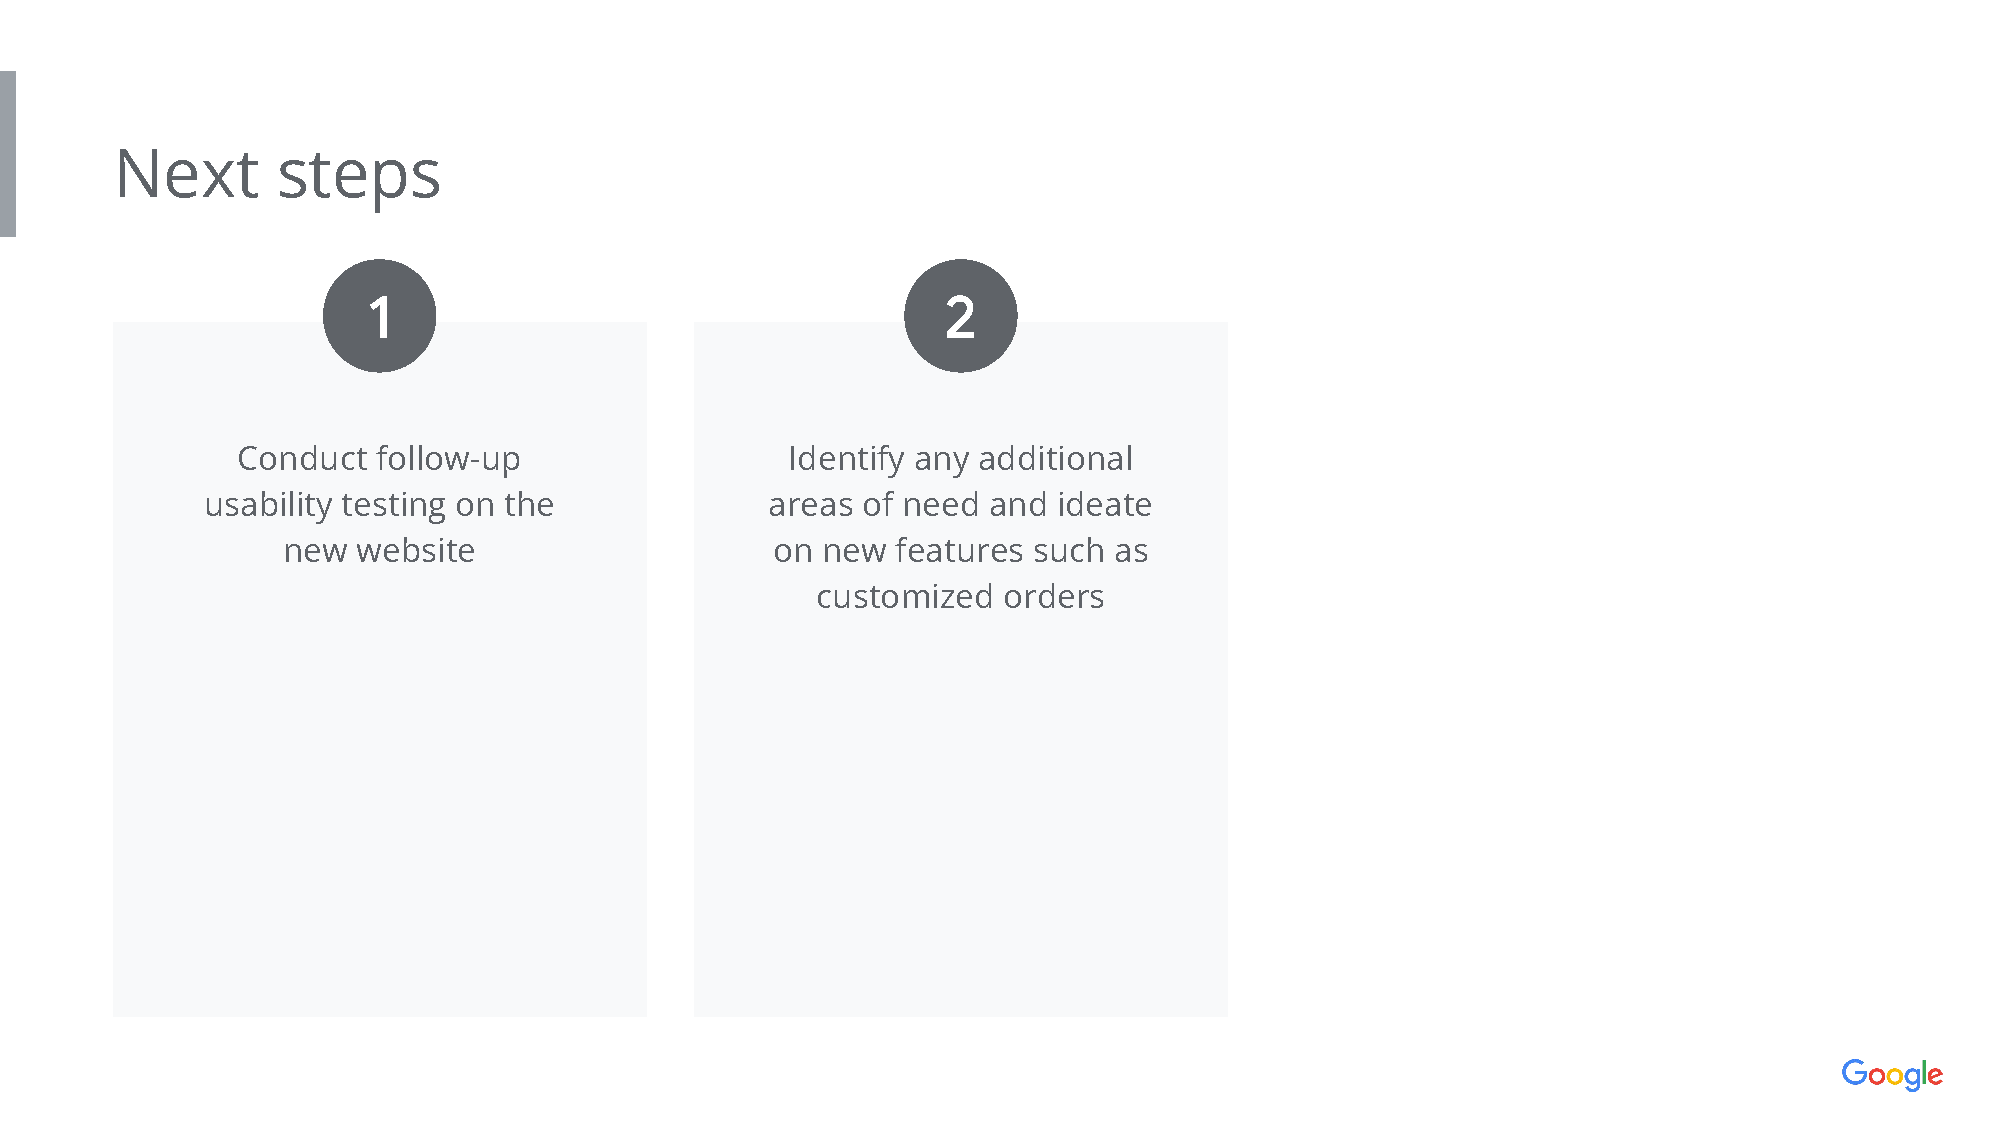 Next steps
1
Conduct follow-up
usability testing on the
new website
2
Identify any additional
areas of need and ideate
on new features such as
customized orders
Google